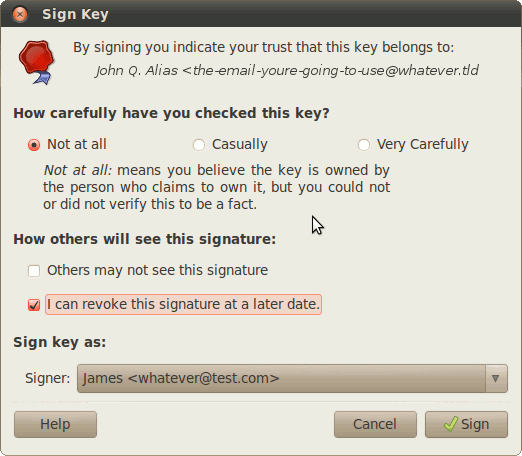 Sign Key
By signing you indicate your trust that this key belongs to:
John Q. Alias <the-email-youre-going-to-use@whatever.tld
How carefully have you checked this key?
Not at all Casually Very Carefully
Not at all: means you believe the key is owned by
the person who claims to own it, but you could not
or did not verify this to be a fact.
How others will see this signature:
Others may not see this signature
I can revoke this signature at a later date.
Sign key as:
Signer: James <whatever@test.com>
Help Cancel Sign